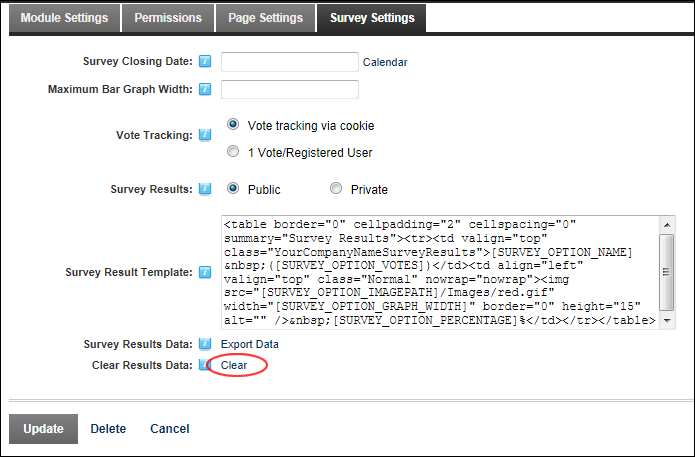 Module Settings Permissions Page Settings Survey Settings
Survey Closing Date: Calendar
Maximum Bar Graph Width:
Vote Tracking: Vote tracking via cookie
1 Vote/Registered User
Survey Results: Public Private
Survey Result Template:
<table border="0" cellpadding="2" cellspacing="0"
summary="Survey Results"><tr><td valign="top"
class="YourCompanyNameSurveyResults">[SURVEY_OPTION_NAME]
&nbsp;([SURVEY_OPTION_VOTES])</td><td align="left"
valign="top" class="Normal" nowrap="nowrap"><img
src="[SURVEY_OPTION_IMAGEPATH]/Images/red.gif"
width="[SURVEY_OPTION_GRAPH_WIDTH]" border="0" height="15"
alt="" />&nbsp;[SURVEY_OPTION_PERCENTAGE]%</td></tr></table>
Survey Results Data: Export Data
Clear Results Data: Clear
Update Delete Cancel